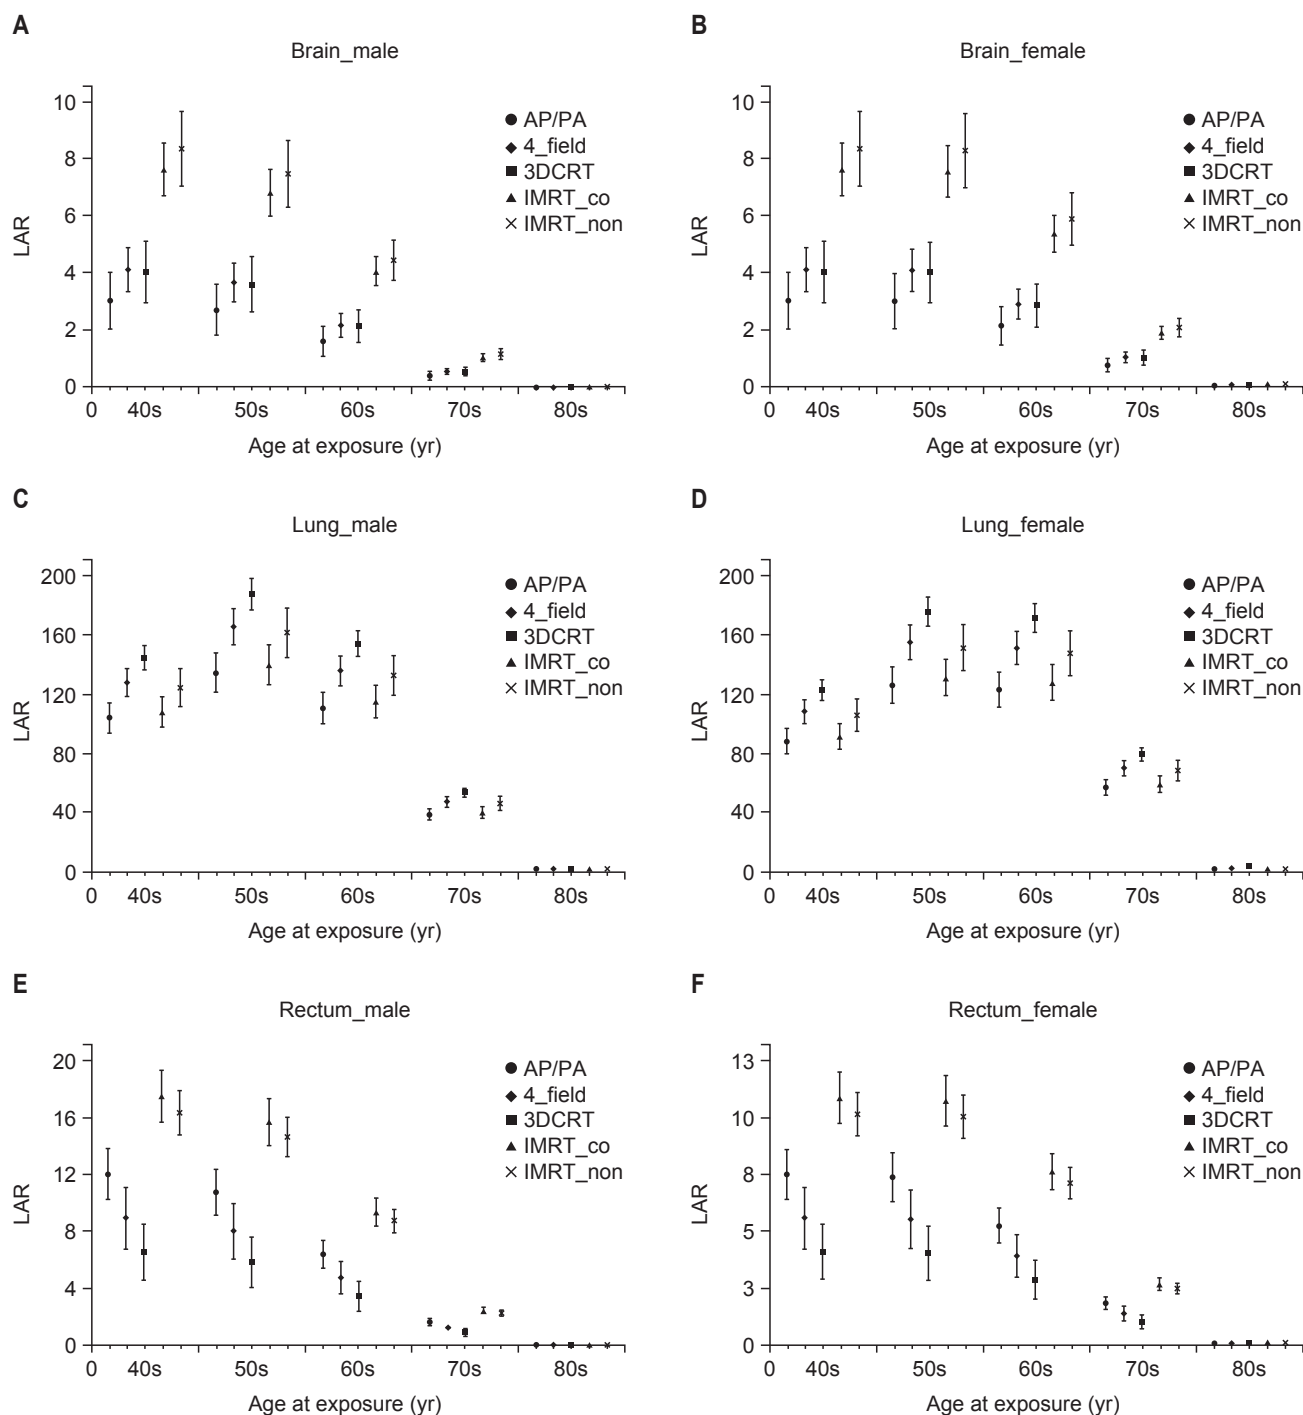 A
Brain_male
10
8
6
4
2
0
LAR
AP/PA
4_field
3DCRT
IMRT_co
IMRT_non
0 40s 50s 60s 70s 80s
Age at exposure (yr)
B
Brain_female
10
8
6
4
2
0
LAR
AP/PA
4_field
3DCRT
IMRT_co
IMRT_non
0 40s 50s 60s 70s 80s
Age at exposure (yr)
C
Lung_male
200
160
120
80
40
0
LAR
AP/PA
4_field
3DCRT
IMRT_co
IMRT_non
0 40s 50s 60s 70s 80s
Age at exposure (yr)
D
Lung_female
200
160
120
80
40
0
LAR
AP/PA
4_field
3DCRT
IMRT_co
IMRT_non
0 40s 50s 60s 70s 80s
Age at exposure (yr)
E
Rectum_male
20
16
12
8
4
0
LAR
AP/PA
4_field
3DCRT
IMRT_co
IMRT_non
0 40s 50s 60s 70s 80s
Age at exposure (yr)
F
Rectum_female
13
10
8
5
3
0
LAR
AP/PA
4_field
3DCRT
IMRT_co
IMRT_non
0 40s 50s 60s 70s 80s
Age at exposure (yr)